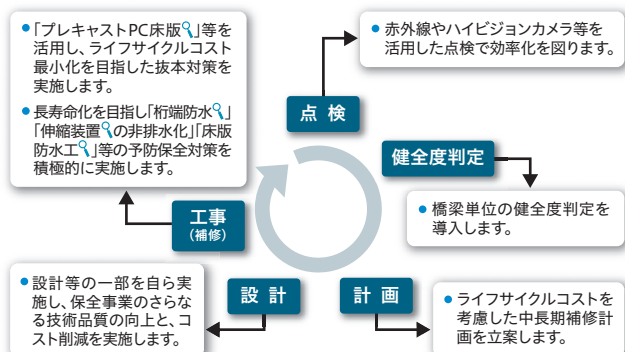 ●「プレキャストPC床版」等を
活用し、ライフサイクルコスト
最小化を目指した抜本対策を
実施します。
●長寿命化を目指し「桁端防水」
「伸縮装置の非排水化」「床版
防水工」等の予防保全対策を
積極的に実施します。
●赤外線やハイビジョンカメラ等を
活用した点検で効率化を図ります。
点 検
健全度判定
●橋梁単位の健全度判定を
導入します。
工事
(補修)
設 計
計 画
●設計等の一部を自ら実
施し、保全事業のさらな
る技術品質の向上と、コ
スト削減を実施します。
●ライフサイクルコストを
考慮した中長期補修計
画を立案します。